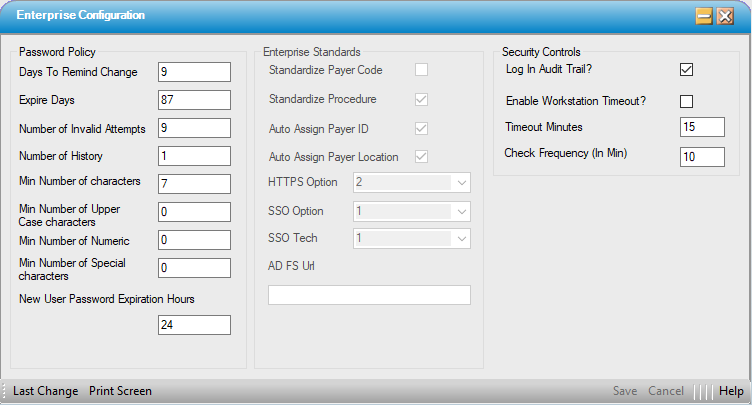 Enterprise Configuration
Password Policy
Days To Remind Change 9
Expire Days 87
Number of Invalid Attempts 9
Number of History 1
Min Number of characters 7
Min Number of Upper
Case characters 0
Min Number of Numeric 0
Min Number of Special
characters 0
New User Password Expiration Hours
24
Enterprise Standards
Standardize Payer Code
Standardize Procedure
Auto Assign Payer ID
Auto Assign Payer Location
HTTPS Option 2
SSO Option 1
SSO Tech 1
AD FS Url
Security Controls
Log In Audit Trail?
Enable Workstation Timeout?
Timeout Minutes 15
Check Frequency (In Min) 10
Last Change Print Screen Save Cancel Help